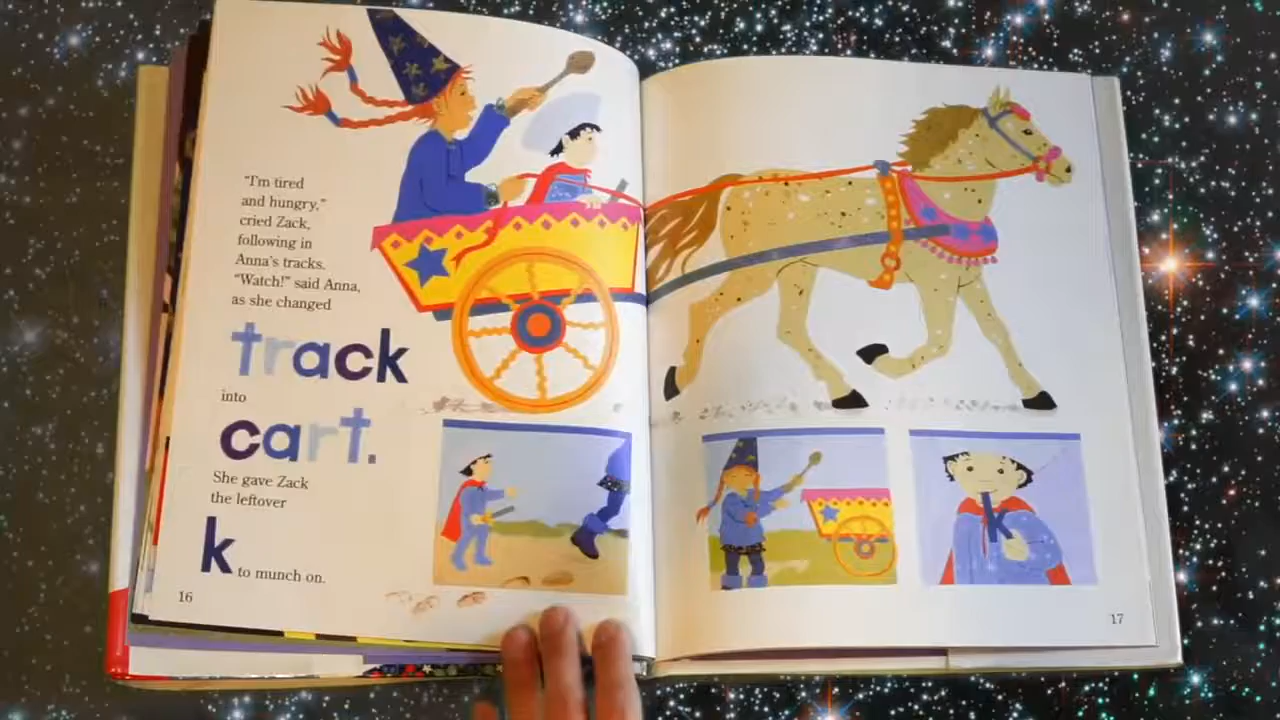 "I'm tired
and hungry,"
cried Zack,
following in
Anna's tracks.
"Watch!" said Anna,
as she changed
track
into
cart.
She gave Zack
the leftover
k to munch on.
16
k
17